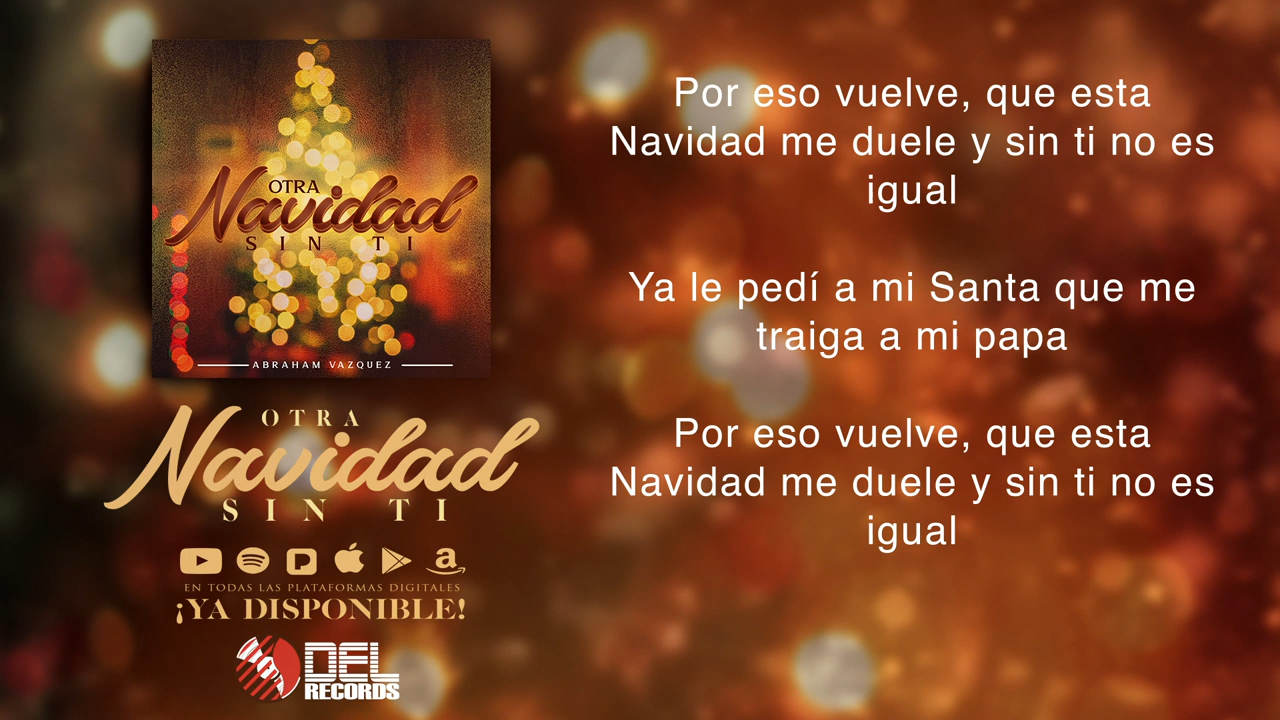 OTRA
Navidad
SIN TI
ABRAHAM VAZQUEZ
OTRA
Navidad
SIN TI
EN TODAS LAS PLATAFORMAS DIGITALES
¡YA DISPONIBLE!
DEL
RECORDS
Por eso vuelve, que esta
Navidad me duele y sin ti no es
igual
Ya le pedí a mi Santa que me
traiga a mi papa
Por eso vuelve, que esta
Navidad me duele y sin ti no es
igual